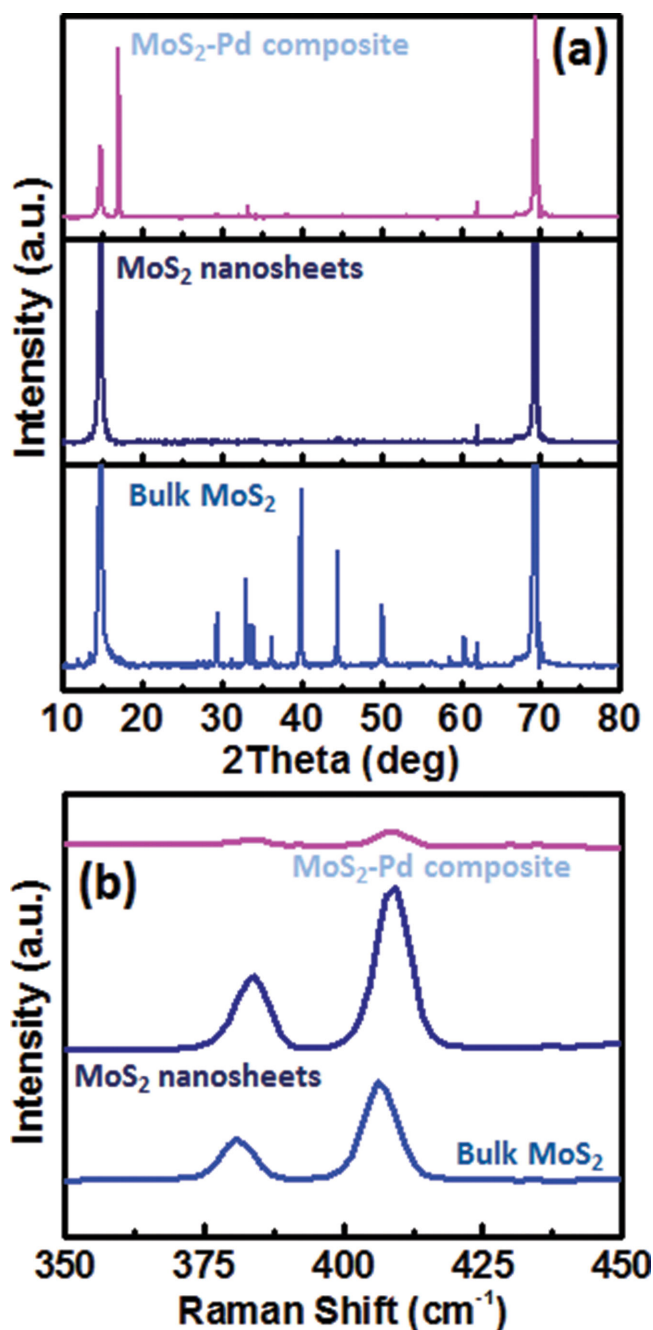 MoS₂-Pd composite
(a)
MoS₂ nanosheets
Bulk MoS₂
Intensity (a.u.)
10 20 30 40 50 60 70 80
2Theta (deg)
MoS₂-Pd composite
(b)
MoS₂ nanosheets
Bulk MoS₂
Intensity (a.u.)
350 375 400 425 450
Raman Shift (cm⁻¹)